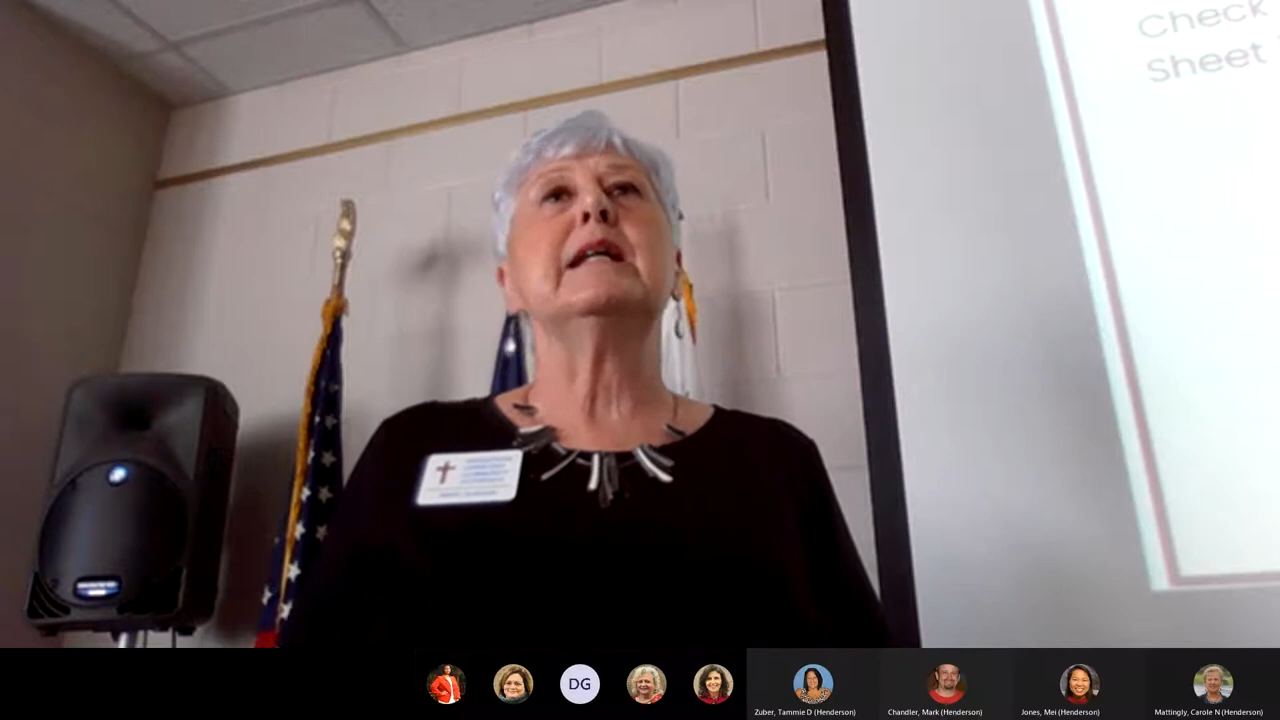 Check
Sheet
DG
Zuber, Tammie D (Henderson)
Chandler, Mark (Henderson)
Jones, Mei (Henderson)
Mattingly, Carole N (Henderson)